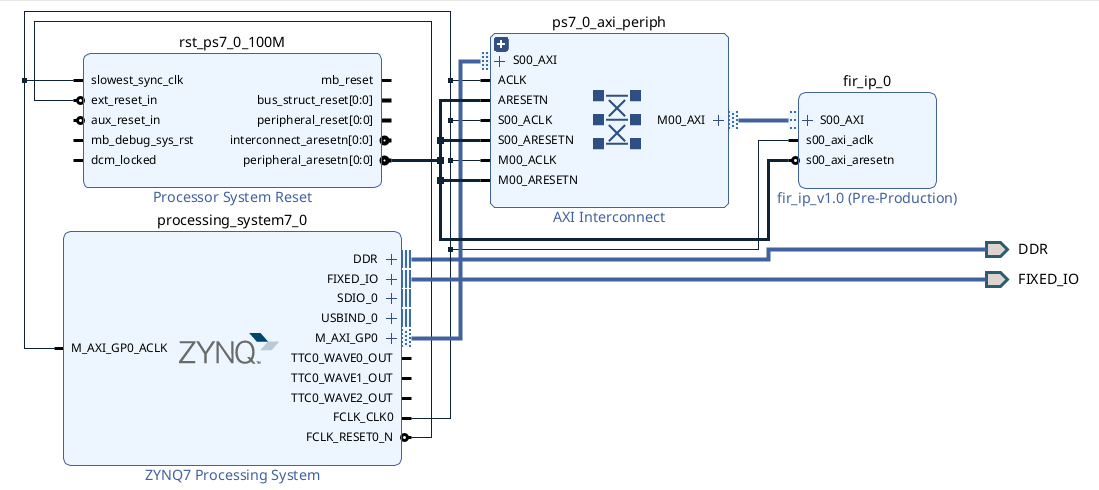 rst_ps7_0_100M
slowest_sync_clk
ext_reset_in
aux_reset_in
mb_debug_sys_rst
dcm_locked
mb_reset
bus_struct_reset[0:0]
peripheral_reset[0:0]
interconnect_aresetn[0:0]
peripheral_aresetn[0:0]
Processor System Reset
ps7_0_axi_periph
S00_AXI
ACLK
ARESETN
S00_ACLK
S00_ARESETN
M00_ACLK
M00_ARESETN
M00_AXI
AXI Interconnect
fir_ip_0
S00_AXI
s00_axi_aclk
s00_axi_aresetn
fir_ip_v1.0 (Pre-Production)
processing_system7_0
M_AXI_GP0_ACLK
ZYNQ
DDR
FIXED_IO
SDIO_0
USBIND_0
M_AXI_GP0
TTC0_WAVE0_OUT
TTC0_WAVE1_OUT
TTC0_WAVE2_OUT
FCLK_CLK0
FCLK_RESET0_N
ZYNQ7 Processing System
DDR
FIXED_IO